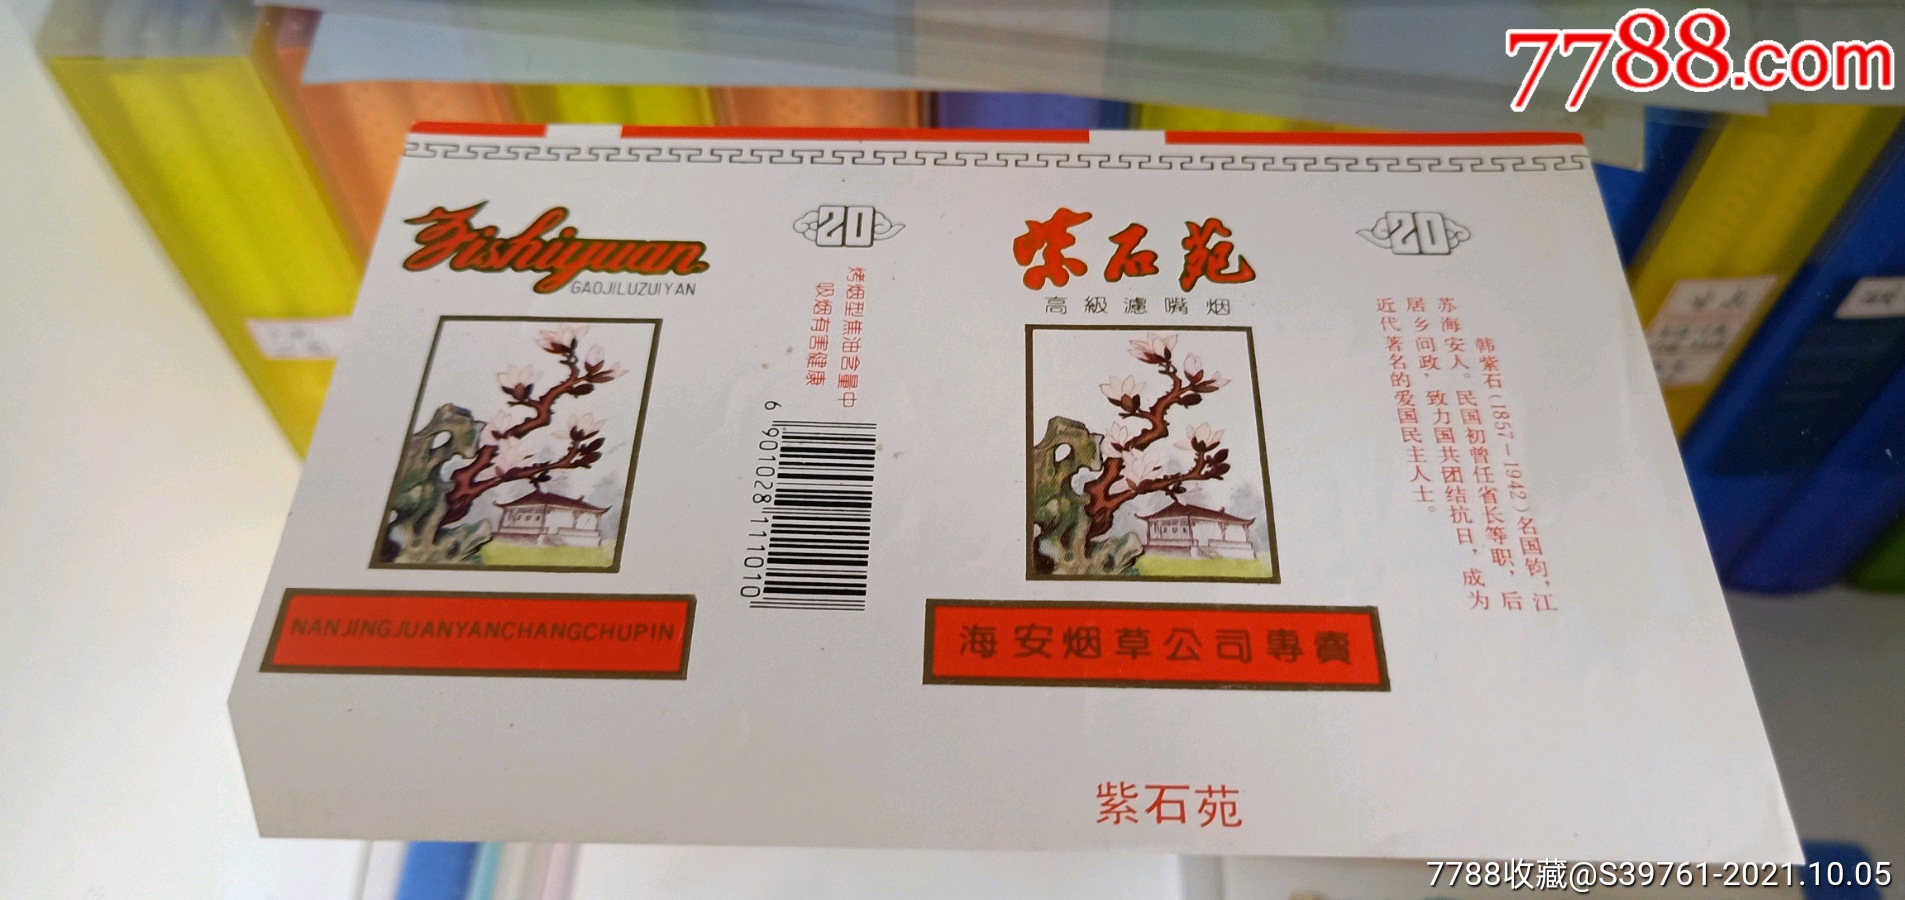 7788.com
Zishiyuan
GAOJILUZUIYAN
NANJINGJUANYANCHANGCHUPIN
20
烤烟型焦油含量中
吸烟有害健康
6 901028 111010
紫石苑
高級濾嘴烟
海安烟草公司專賣
紫石苑
20
韩紫石(1857—1942)名国钧,江
苏海安人。民国初曾任省长等职,后
居乡问政,致力国共团结抗日,成为
近代著名的爱国民主人士。
7788收藏@S39761-2021.10.05